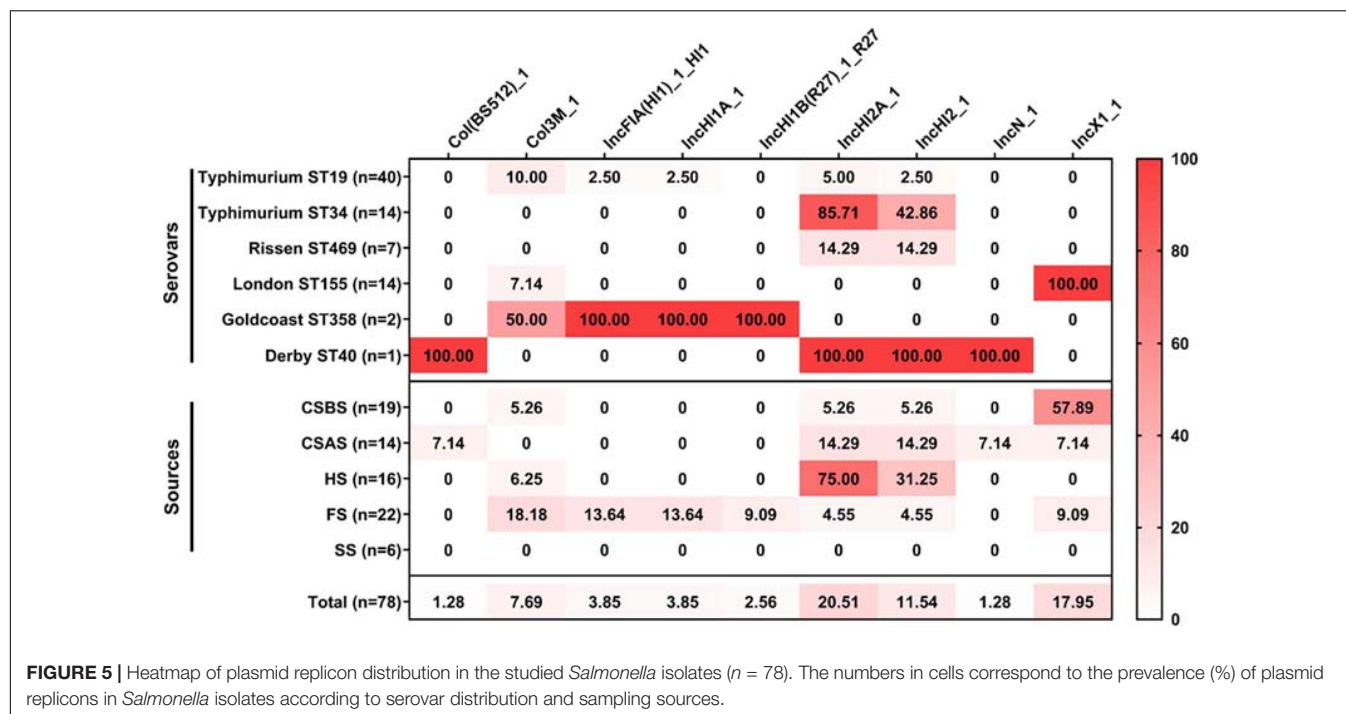 Col(BS512)_1 Col3M_1 IncFIA(HI1)_1_HI1 IncHI1A_1 IncHI1B(R27)_1_R27 IncHI2A_1 IncHI2_1 IncN_1 IncX1_1
Serovars
Typhimurium ST19 (n=40) 0 10.00 2.50 2.50 0 5.00 2.50 0 0
Typhimurium ST34 (n=14) 0 0 0 0 0 85.71 42.86 0 0
Rissen ST469 (n=7) 0 0 0 0 0 14.29 14.29 0 0
London ST155 (n=14) 0 7.14 0 0 0 0 0 0 100.00
Goldcoast ST358 (n=2) 0 50.00 100.00 100.00 100.00 0 0 0 0
Derby ST40 (n=1) 100.00 0 0 0 0 100.00 100.00 100.00 0
Sources
CSBS (n=19) 0 5.26 0 0 0 5.26 5.26 0 57.89
CSAS (n=14) 7.14 0 0 0 0 14.29 14.29 7.14 7.14
HS (n=16) 0 6.25 0 0 0 75.00 31.25 0 0
FS (n=22) 0 18.18 13.64 13.64 9.09 4.55 4.55 0 9.09
SS (n=6) 0 0 0 0 0 0 0 0 0
Total (n=78) 1.28 7.69 3.85 3.85 2.56 20.51 11.54 1.28 17.95
100
80
60
40
20
0
FIGURE 5 | Heatmap of plasmid replicon distribution in the studied Salmonella isolates (n = 78). The numbers in cells correspond to the prevalence (%) of plasmid
replicons in Salmonella isolates according to serovar distribution and sampling sources.